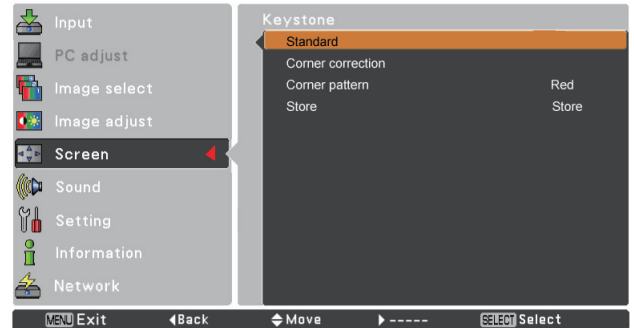 Input
PC adjust
Image select
Image adjust
Screen
Sound
Setting
Information
Network
Keystone
Standard
Corner correction
Corner pattern Red
Store Store
MENU Exit Back Move ----- SELECT Select